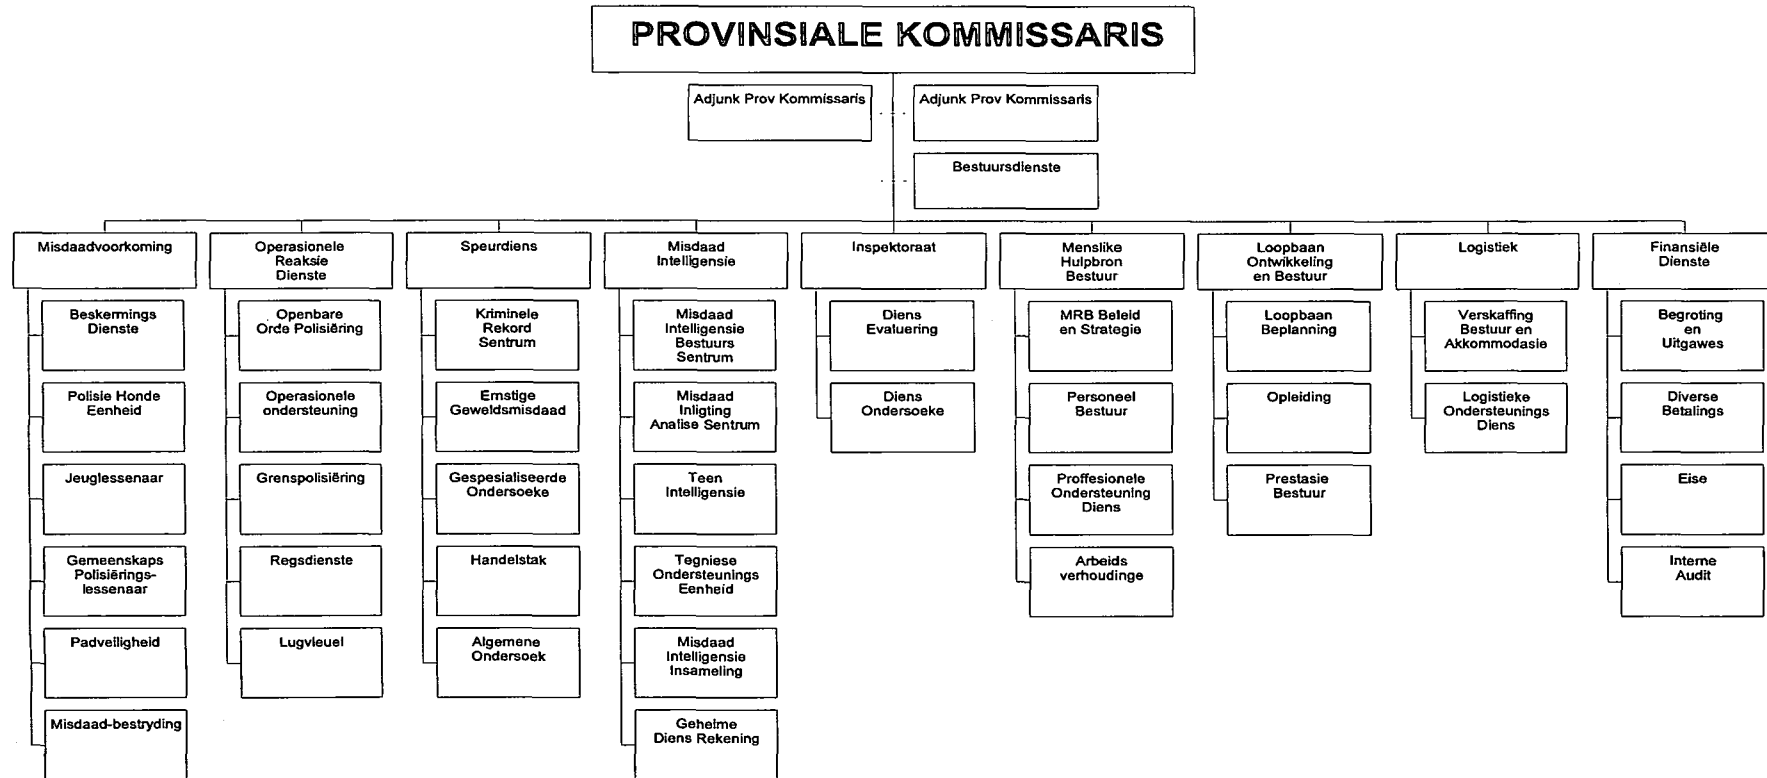 PROVINSIALE KOMMISSARIS
Adjunk Prov Kommissaris
Adjunk Prov Kommissaris
Bestuursdienste
Misdaadvoorkoming
Beskermings
Dienste
Polisie Honde
Eenheid
Jeuglessenaar
Gemeenskaps
Polisiërings-
lessenaar
Padveiligheid
Misdaad-bestryding
Operasionele
Reaksie
Dienste
Openbare
Orde Polisiëring
Operasionele
ondersteuning
Grenspolisiëring
Regsdienste
Lugvleuel
Speurdiens
Kriminele
Rekord
Sentrum
Ernstige
Geweldsmisdaad
Gespesialiseerde
Ondersoeke
Handelstak
Algemene
Ondersoek
Misdaad
Intelligensie
Misdaad
Intelligensie
Bestuurs
Sentrum
Misdaad
Inligting
Analise Sentrum
Teen
Intelligensie
Tegniese
Ondersteunings
Eenheid
Misdaad
Intelligensie
Insameling
Geheime
Diens Rekening
Inspektoraat
Diens
Evaluering
Diens
Ondersoeke
Menslike
Hulpbron
Bestuur
MRB Beleid
en Strategie
Personeel
Bestuur
Proffesionele
Ondersteuning
Diens
Arbeids
verhoudinge
Loopbaan
Ontwikkeling
en Bestuur
Loopbaan
Beplanning
Opleiding
Prestasie
Bestuur
Logistiek
Verskaffing
Bestuur en
Akkommodasie
Logistieke
Ondersteunings
Diens
Finansiële
Dienste
Begroting
en
Uitgawes
Diverse
Betalings
Eise
Interne
Audit